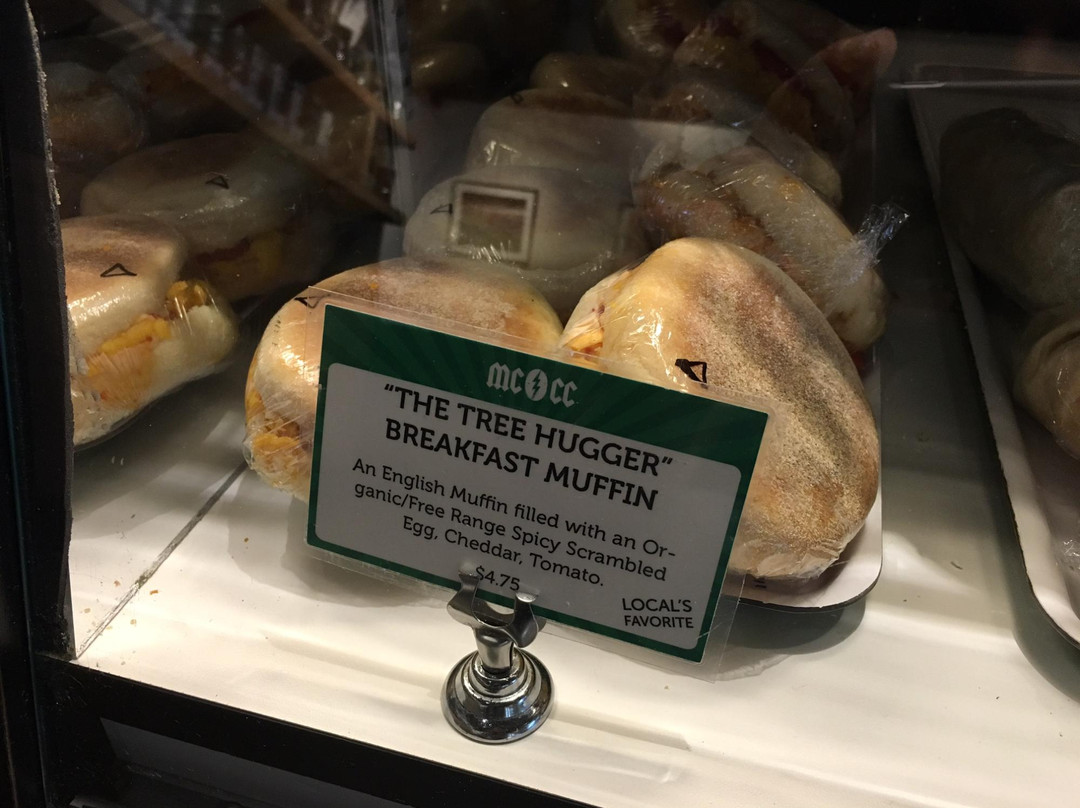 MC CC
“THE TREE HUGGER”
BREAKFAST MUFFIN
An English Muffin filled with an Or-
ganic/Free Range Spicy Scrambled
Egg, Cheddar, Tomato.
$4.75
LOCAL'S
FAVORITE